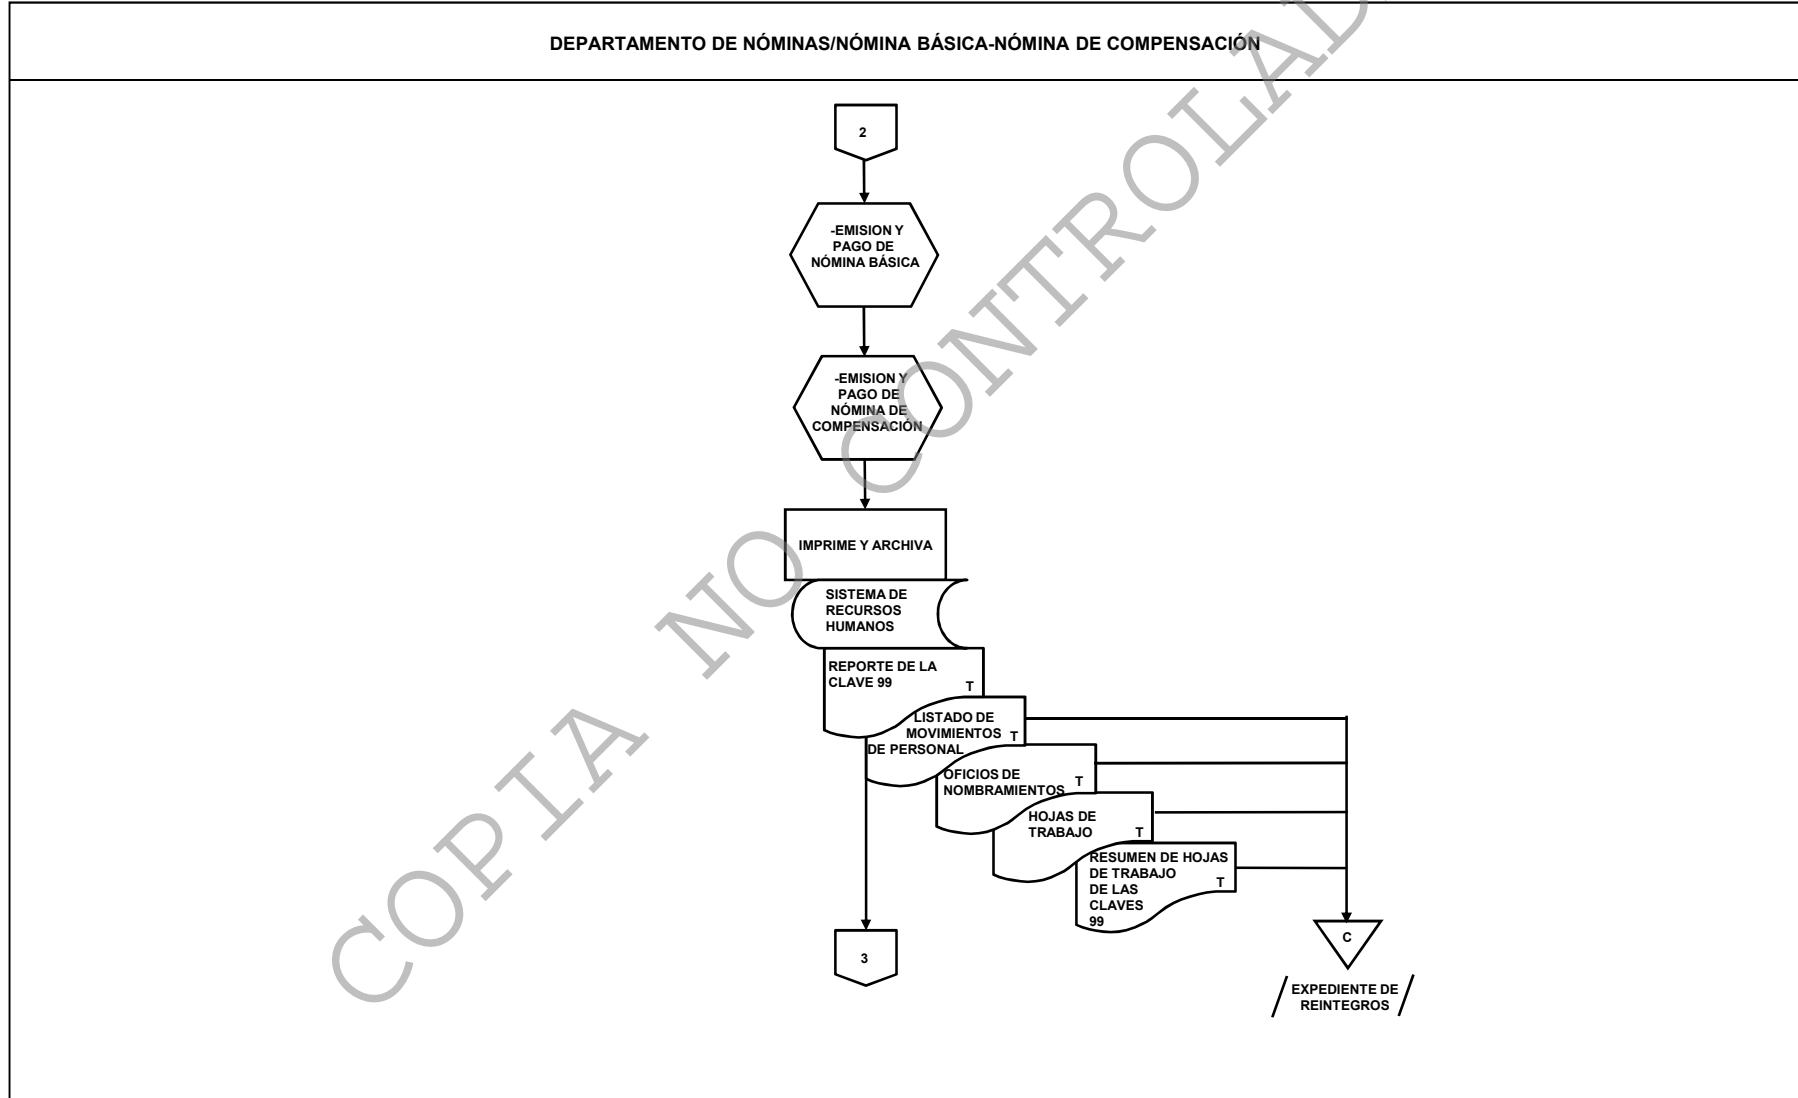 DEPARTAMENTO DE NÓMINAS/NÓMINA BÁSICA-NÓMINA DE COMPENSACIÓN
2
-EMISION Y
PAGO DE
NÓMINA BÁSICA
-EMISION Y
PAGO DE
NÓMINA DE
COMPENSACIÓN
IMPRIME Y ARCHIVA
SISTEMA DE
RECURSOS
HUMANOS
REPORTE DE LA
CLAVE 99
T
LISTADO DE
MOVIMIENTOS
T
DE PERSONAL
OFICIOS DE
T
NOMBRAMIENTOS
HOJAS DE
TRABAJO
T
RESUMEN DE HOJAS
DE TRABAJO
T
DE LAS
CLAVES
99
3
C
EXPEDIENTE DE
REINTEGROS
COPIA NO CONTROLAD